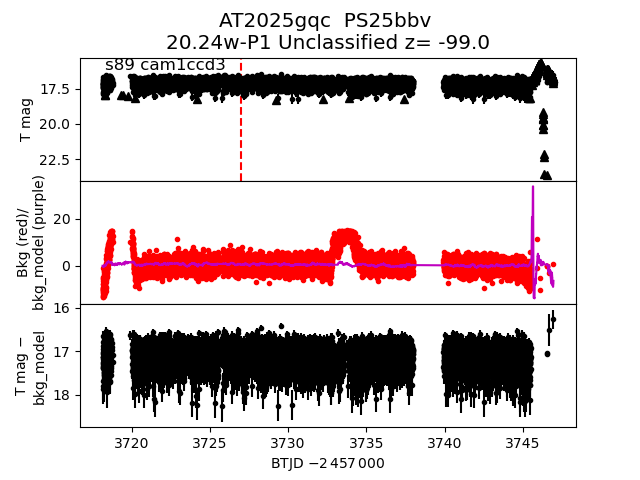 AT2025gqc  PS25bbv
20.24w-P1 Unclassified z= -99.0
s89 cam1ccd3
T mag
17.5
20.0
22.5
Bkg (red)/
bkg_model (purple)
20
0
T mag −
bkg_model
16
17
18
3720 3725 3730 3735 3740 3745
BTJD −2 457 000